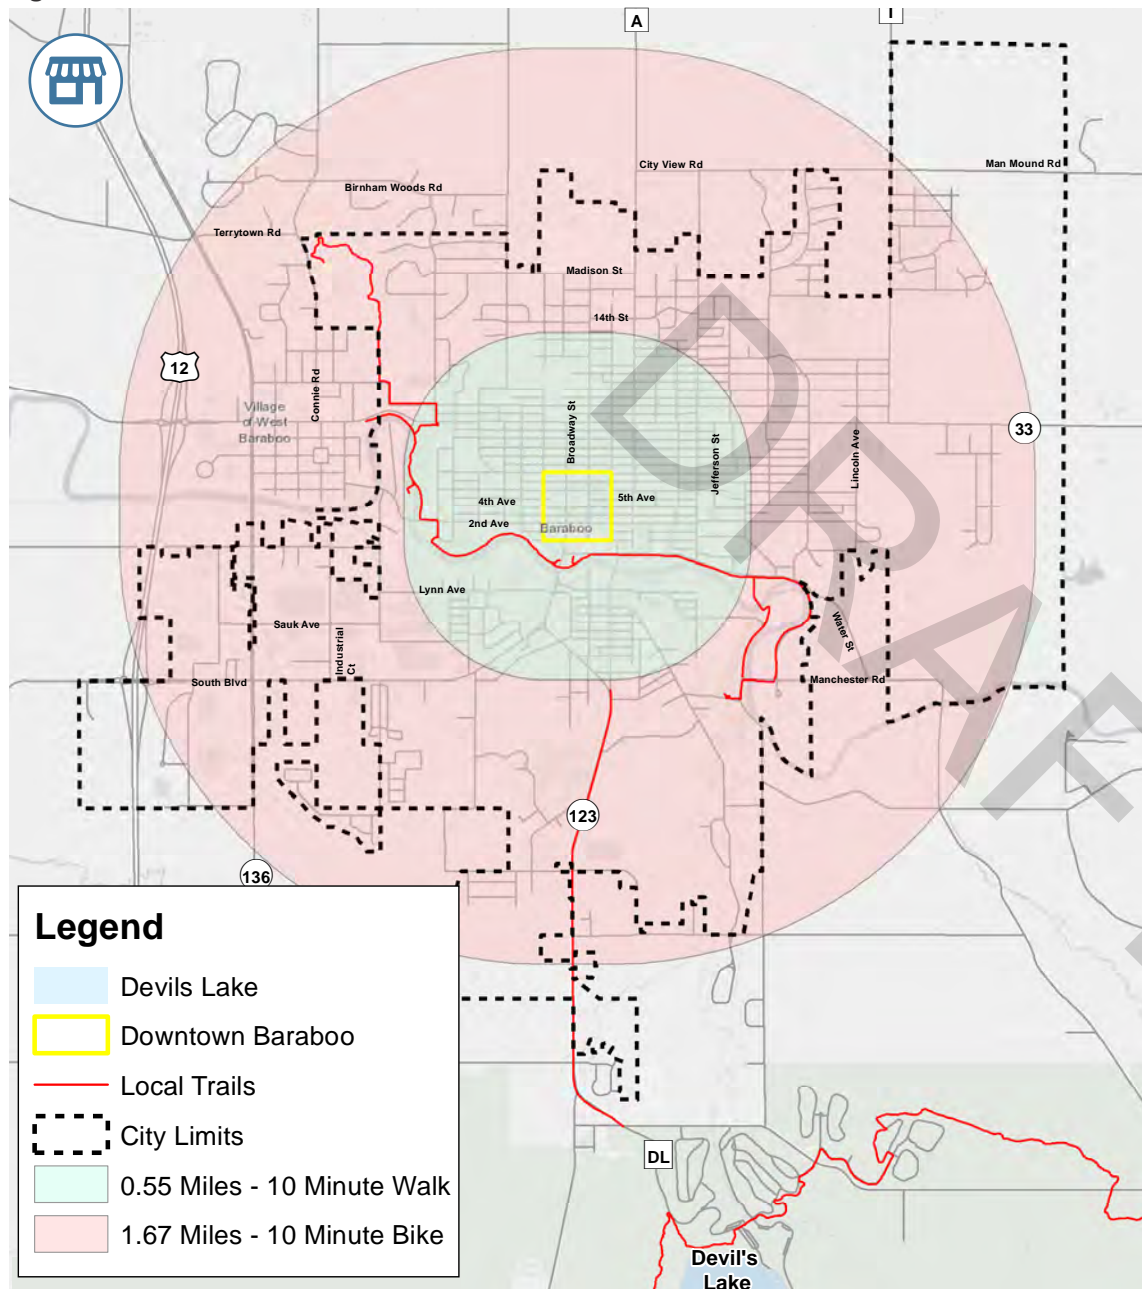 A
I
City View Rd
Man Mound Rd
Birnham Woods Rd
Terrytown Rd
Madison St
14th St
12
Connie Rd
Village
of West
Baraboo
Broadway St
Jefferson St
Lincoln Ave
33
4th Ave
5th Ave
2nd Ave
Baraboo
Lynn Ave
Sauk Ave
Industrial
Ct
Water St
South Blvd
Manchester Rd
123
136
DRAFT
Legend
Devils Lake
Downtown Baraboo
Local Trails
City Limits
0.55 Miles - 10 Minute Walk
1.67 Miles - 10 Minute Bike
DL
Devil's
Lake